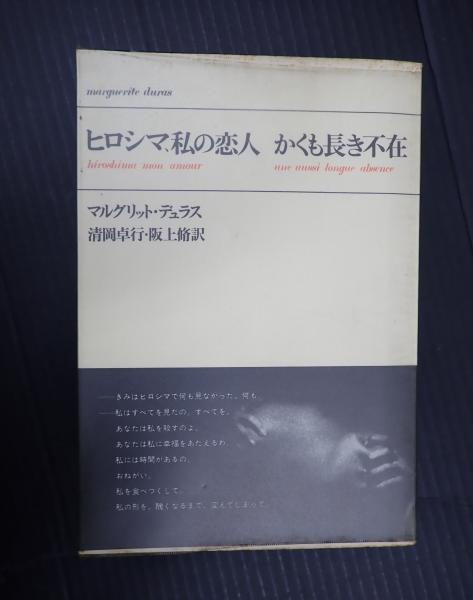 marguerite duras
ヒロシマ、私の恋人 かくも長き不在
hiroshima mon amour une aussi longue absence
マルグリット・デュラス
清岡卓行・阪上脩訳
――きみはヒロシマで何も見なかった。何も。
――私はすべてを見たの。すべてを。
あなたは私を殺すのよ。
あなたは私に幸福をあたえるわ。
私には時間があるの。
おねがい。
私を食べつくして。
私の形を、醜くなるまで、変えてしまって。